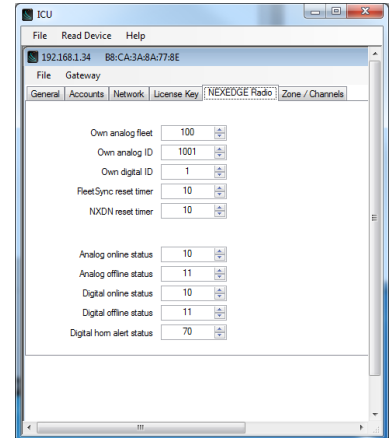 ICU
File Read Device Help
192.168.1.34 B8:CA:3A:8A:77:8E
File Gateway
General Accounts Network License Key NEXEDGE Radio Zone / Channels
Own analog fleet 100
Own analog ID 1001
Own digital ID 1
FleetSync reset timer 10
NXDN reset timer 10
Analog online status 10
Analog offline status 11
Digital online status 10
Digital offline status 11
Digital horn alert status 70